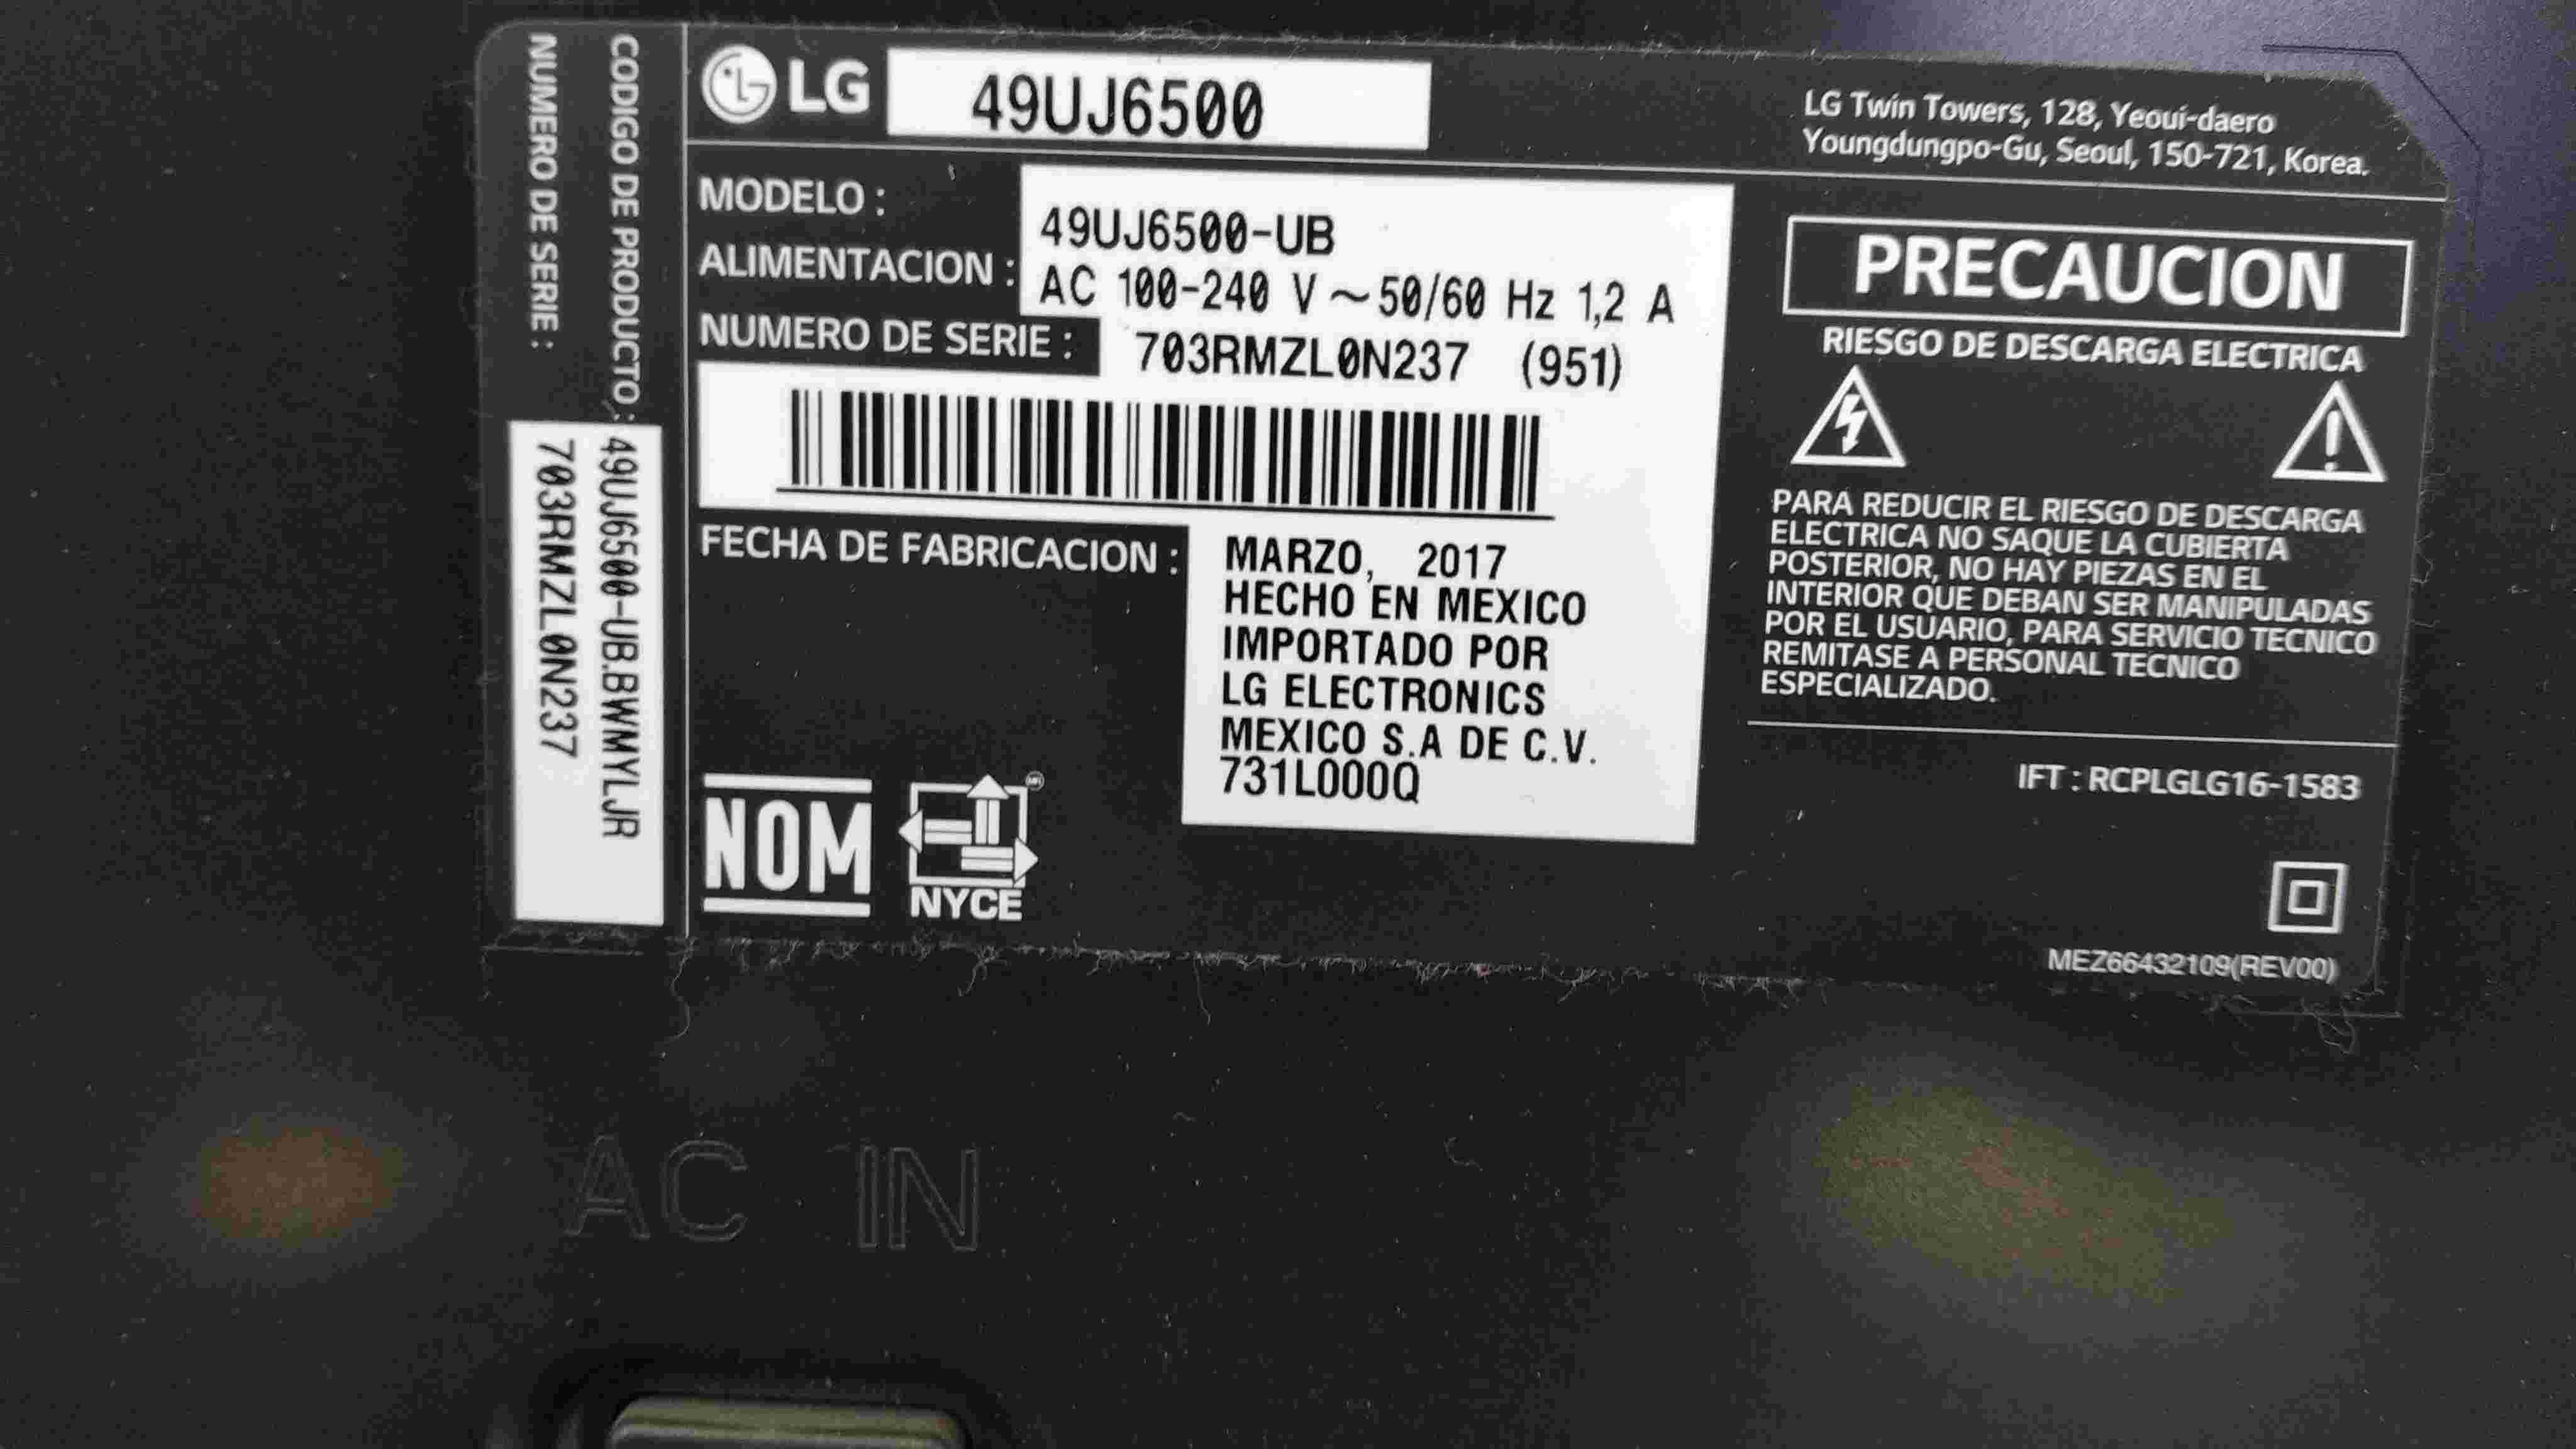 LG 49UJ6500
LG Twin Towers, 128, Yeoui-daero
Youngdungpo-Gu, Seoul, 150-721, Korea.
CODIGO DE PRODUCTO : 49UJ6500-UB.BWMYLJR
NUMERO DE SERIE : 703RMZL0N237
MODELO : 49UJ6500-UB
ALIMENTACION : AC 100-240 V ~ 50/60 Hz 1,2 A
NUMERO DE SERIE : 703RMZL0N237 (951)
FECHA DE FABRICACION : MARZO, 2017
HECHO EN MEXICO
IMPORTADO POR
LG ELECTRONICS
MEXICO S.A DE C.V.
731L000Q
NOM
NYCE
PRECAUCION
RIESGO DE DESCARGA ELECTRICA
PARA REDUCIR EL RIESGO DE DESCARGA
ELECTRICA NO SAQUE LA CUBIERTA
POSTERIOR, NO HAY PIEZAS EN EL
INTERIOR QUE DEBAN SER MANIPULADAS
POR EL USUARIO, PARA SERVICIO TECNICO
REMITASE A PERSONAL TECNICO
ESPECIALIZADO.
IFT : RCPLGLG16-1583
MEZ66432109(REV00)
AC IN